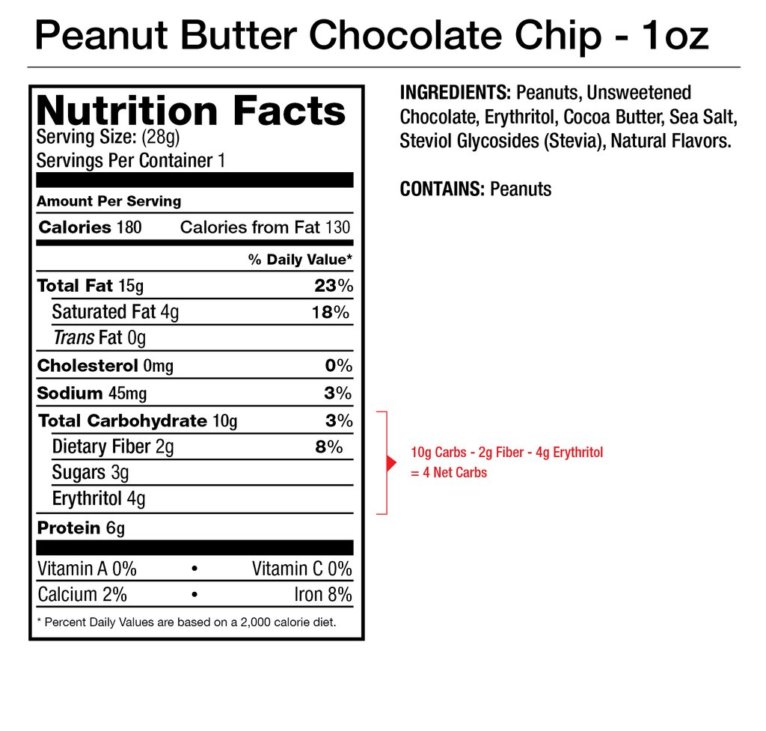 Peanut Butter Chocolate Chip - 1oz
Nutrition Facts
Serving Size: (28g)
Servings Per Container 1
Amount Per Serving
Calories 180 Calories from Fat 130
% Daily Value*
Total Fat 15g 23%
Saturated Fat 4g 18%
Trans Fat 0g
Cholesterol 0mg 0%
Sodium 45mg 3%
Total Carbohydrate 10g 3%
Dietary Fiber 2g 8%
Sugars 3g
Erythritol 4g
Protein 6g
Vitamin A 0% • Vitamin C 0%
Calcium 2% • Iron 8%
* Percent Daily Values are based on a 2,000 calorie diet.
INGREDIENTS: Peanuts, Unsweetened
Chocolate, Erythritol, Cocoa Butter, Sea Salt,
Steviol Glycosides (Stevia), Natural Flavors.
CONTAINS: Peanuts
10g Carbs - 2g Fiber - 4g Erythritol
= 4 Net Carbs